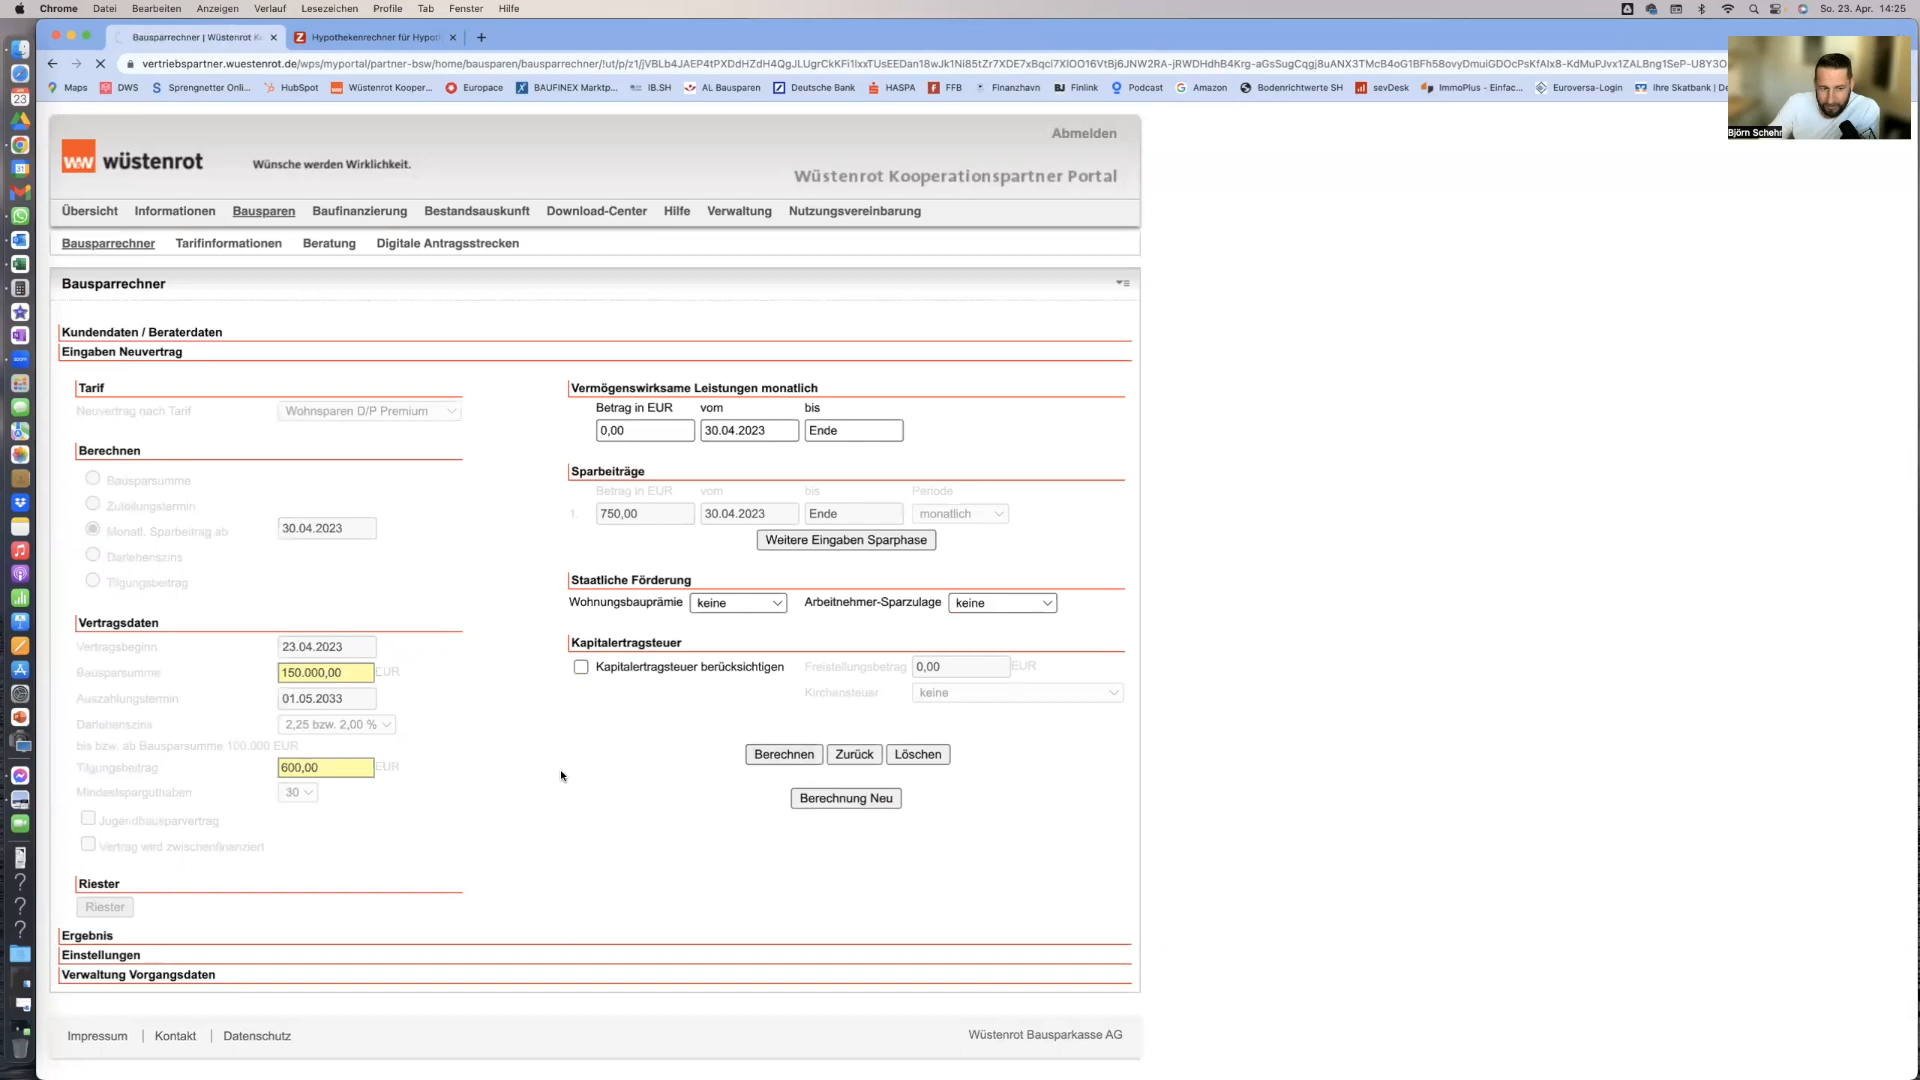 Chrome Datei Bearbeiten Anzeigen Verlauf Lesezeichen Profile Tab Fenster Hilfe So. 23. Apr. 14:25
Bausparrechner | Wüstenrot Ko Hypothekenrechner für Hypoth
vertriebspartner.wuestenrot.de/wps/myportal/partner-bsw/home/bausparen/bausparrechner/
Maps DWS Sprengnetter Onli... HubSpot Wüstenrot Kooper... Europace BAUFINEX Marktp... IB.SH AL Bausparen Deutsche Bank HASPA FFB Finanzhavn Finlink Podcast Amazon Bodenrichtwerte SH sevDesk ImmoPlus - Einfac... Euroversa-Login Ihre Skatbank | De
Björn Schehr
Abmelden
wüstenrot Wünsche werden Wirklichkeit.
Wüstenrot Kooperationspartner Portal
Übersicht Informationen Bausparen Baufinanzierung Bestandsauskunft Download-Center Hilfe Verwaltung Nutzungsvereinbarung
Bausparrechner Tarifinformationen Beratung Digitale Antragsstrecken
Bausparrechner
Kundendaten / Beraterdaten
Eingaben Neuvertrag
Tarif
Neuvertrag nach Tarif Wohnsparen D/P Premium
Berechnen
Bausparsumme
Zuteilungstermin
Monatl. Sparbeitrag ab 30.04.2023
Darlehenszins
Tilgungsbeitrag
Vertragsdaten
Vertragsbeginn 23.04.2023
Bausparsumme 150.000,00 EUR
Auszahlungstermin 01.05.2033
Darlehenszins 2,25 bzw. 2,00 %
bis bzw. ab Bausparsumme 100.000 EUR
Tilgungsbeitrag 600,00 EUR
Mindestsparguthaben 30
Jugendbausparvertrag
Vertrag wird zwischenfinanziert
Riester
Riester
Vermögenswirksame Leistungen monatlich
Betrag in EUR vom bis
0,00 30.04.2023 Ende
Sparbeiträge
Betrag in EUR vom bis Periode
1. 750,00 30.04.2023 Ende monatlich
Weitere Eingaben Sparphase
Staatliche Förderung
Wohnungsbauprämie keine Arbeitnehmer-Sparzulage keine
Kapitalertragsteuer
Kapitalertragsteuer berücksichtigen Freistellungsbetrag 0,00 EUR
Kirchensteuer keine
Berechnen Zurück Löschen
Berechnung Neu
Ergebnis
Einstellungen
Verwaltung Vorgangsdaten
Impressum | Kontakt | Datenschutz Wüstenrot Bausparkasse AG